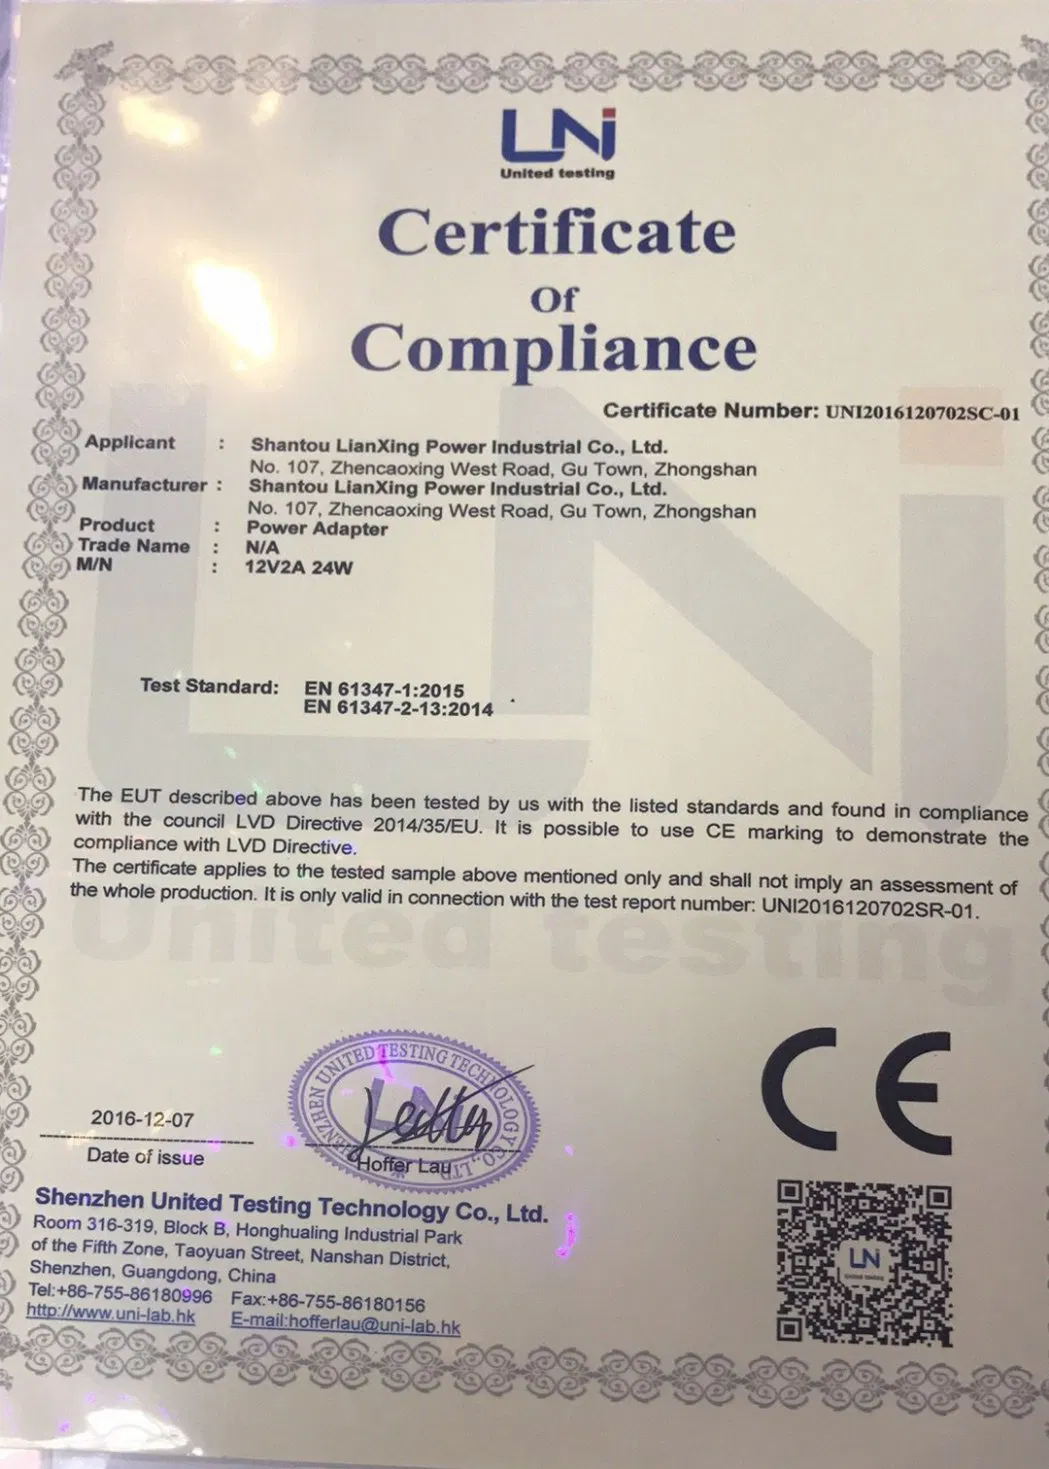 LNi
United testing
Certificate
Of
Compliance
Certificate Number: UNI2016120702SC-01
Applicant : Shantou LianXing Power Industrial Co., Ltd.
No. 107, Zhencaoxing West Road, Gu Town, Zhongshan
Manufacturer : Shantou LianXing Power Industrial Co., Ltd.
No. 107, Zhencaoxing West Road, Gu Town, Zhongshan
Product : Power Adapter
Trade Name : N/A
M/N : 12V2A 24W
Test Standard: EN 61347-1:2015
EN 61347-2-13:2014
The EUT described above has been tested by us with the listed standards and found in compliance
with the council LVD Directive 2014/35/EU. It is possible to use CE marking to demonstrate the
compliance with LVD Directive.
The certificate applies to the tested sample above mentioned only and shall not imply an assessment of
the whole production. It is only valid in connection with the test report number: UNI2016120702SR-01.
United testing
SHENZHEN UNITED TESTING TECHNOLOGY CO., LTD
2016-12-07
Date of issue
Hoffer Lau
CE
Shenzhen United Testing Technology Co., Ltd.
Room 316-319, Block B, Honghualing Industrial Park
of the Fifth Zone, Taoyuan Street, Nanshan District,
Shenzhen, Guangdong, China
Tel:+86-755-86180996 Fax:+86-755-86180156
http://www.uni-lab.hk E-mail:hofferlau@uni-lab.hk
LNi
United testing